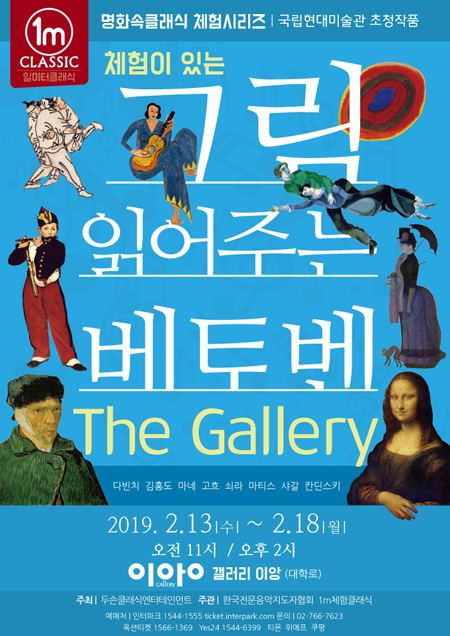 1m
CLASSIC
일미터클래식
명화속클래식 체험시리즈 | 국립현대미술관 초청작품
체험이 있는
그림
읽어주는
베토벤
The Gallery
다빈치 김홍도 마네 고흐 쇠라 마티스 샤갈 칸딘스키
2019. 2.13|수| ~ 2.18|월|
오전 11시 / 오후 2시
이앙 GALLERY 갤러리 이앙 (대학로)
주최 | 두손클래식엔터테인먼트 주관 | 한국전문음악지도자협회 1m체험클래식
예매처 | 인터파크 1544-1555 ticket.interpark.com 문의 | 02-766-7623
옥션티켓 1566-1369 Yes24 1544-6399 티몬 위메프 쿠팡